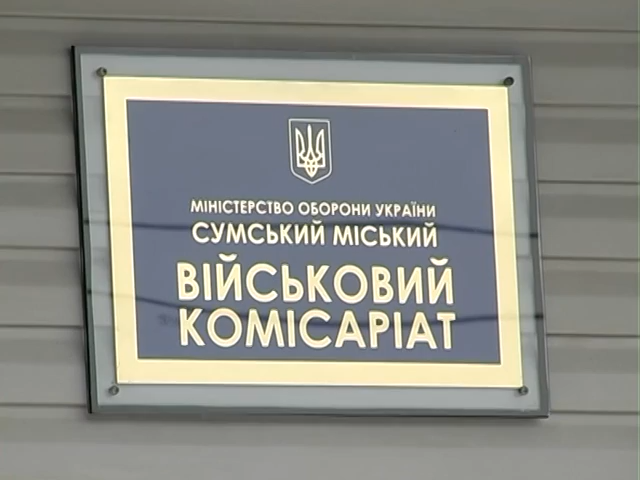 МІНІСТЕРСТВО ОБОРОНИ УКРАЇНИ
СУМСЬКИЙ МІСЬКИЙ
ВІЙСЬКОВИЙ
КОМІСАРІАТ